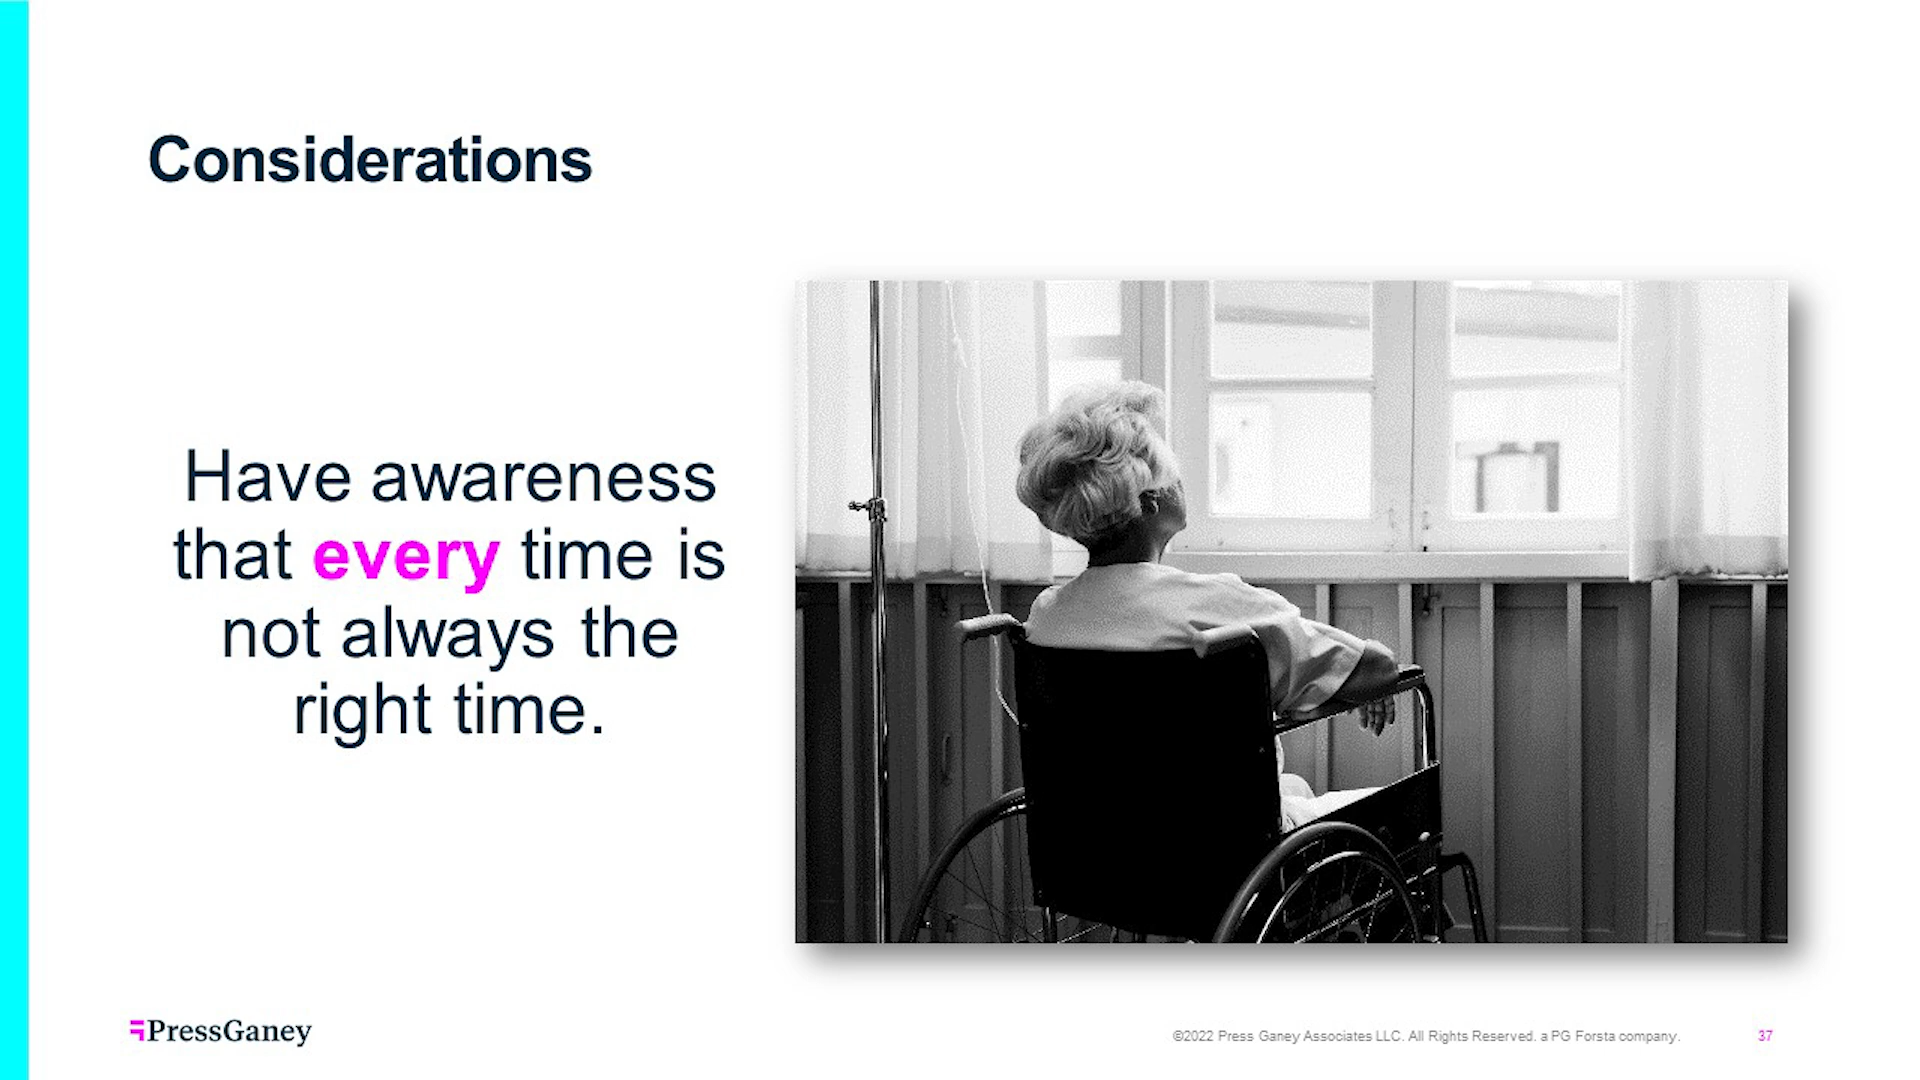 Considerations
Have awareness
that every time is
not always the
right time.
PressGaney
©2022 Press Ganey Associates LLC. All Rights Reserved. a PG Forsta company.
37